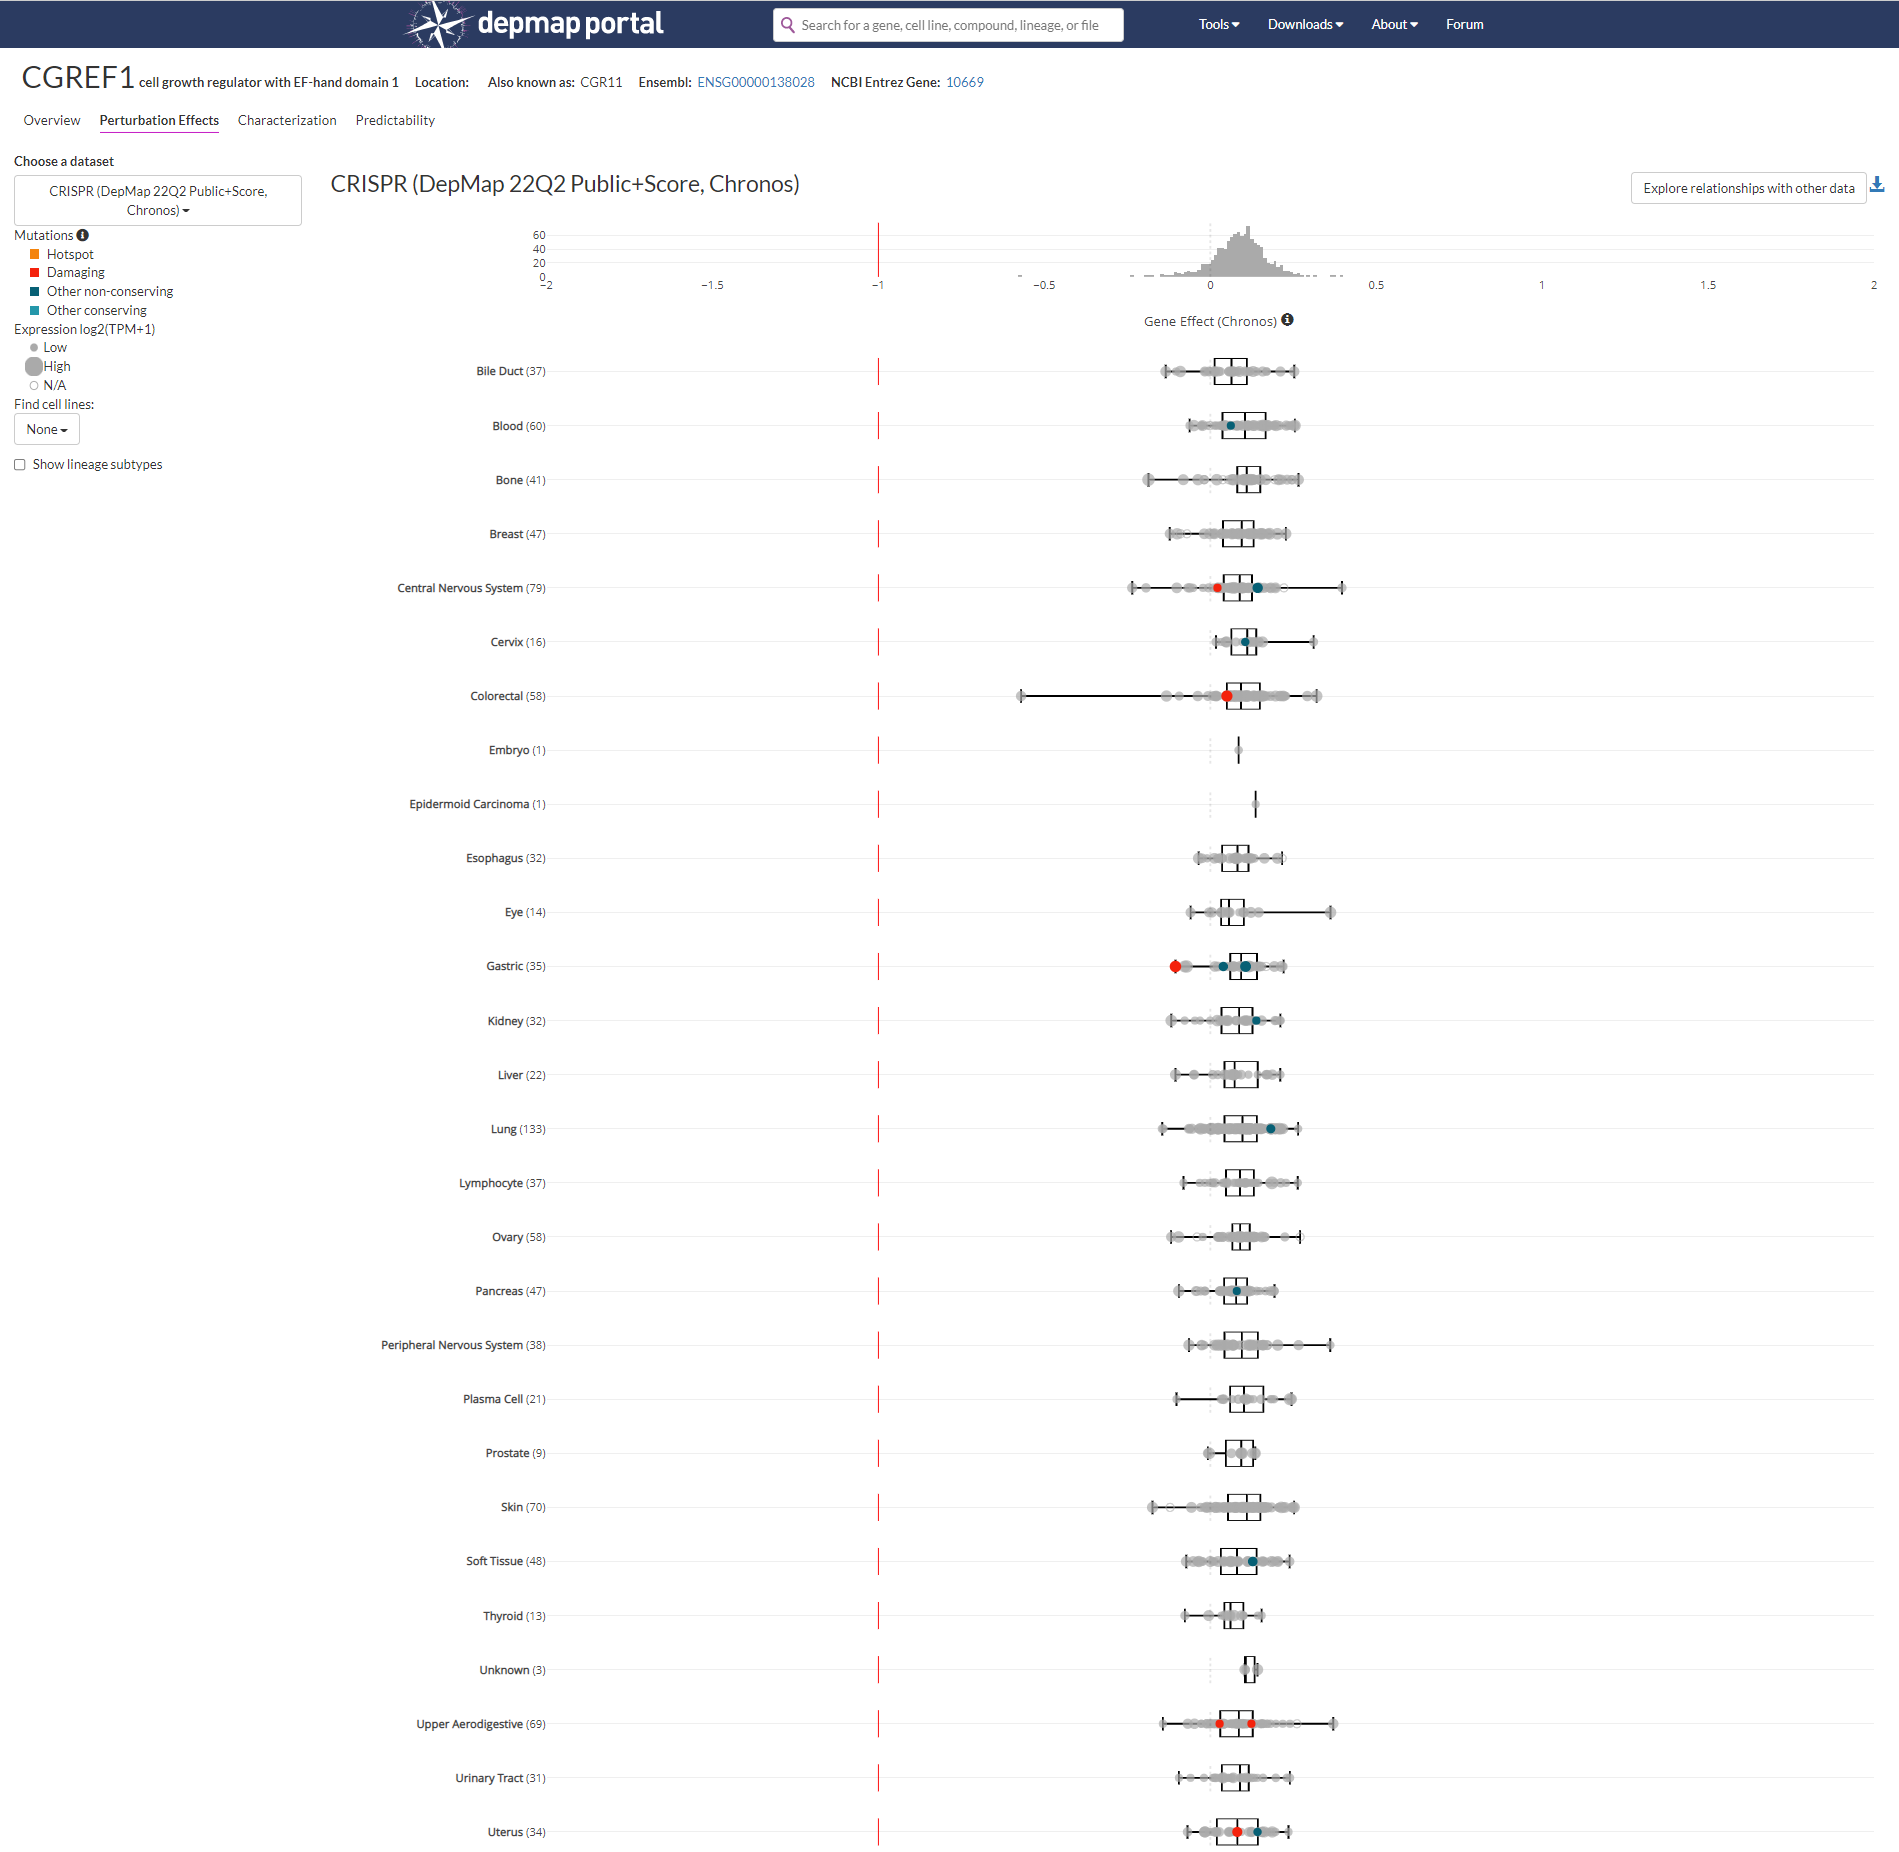 depmap portal
Search for a gene, cell line, compound, lineage, or file
Tools Downloads About Forum
CGREF1 cell growth regulator with EF-hand domain 1 Location: Also known as: CGR11 Ensembl: ENSG00000138028 NCBI Entrez Gene: 10669
Overview Perturbation Effects Characterization Predictability
Choose a dataset
CRISPR (DepMap 22Q2 Public+Score,
Chronos)
Mutations
Hotspot
Damaging
Other non-conserving
Other conserving
Expression log2(TPM+1)
Low
High
N/A
Find cell lines:
None
Show lineage subtypes
CRISPR (DepMap 22Q2 Public+Score, Chronos)
Explore relationships with other data
60
40
20
0
−2 −1.5 −1 −0.5 0 0.5 1 1.5 2
Gene Effect (Chronos)
Bile Duct (37)
Blood (60)
Bone (41)
Breast (47)
Central Nervous System (79)
Cervix (16)
Colorectal (58)
Embryo (1)
Epidermoid Carcinoma (1)
Esophagus (32)
Eye (14)
Gastric (35)
Kidney (32)
Liver (22)
Lung (133)
Lymphocyte (37)
Ovary (58)
Pancreas (47)
Peripheral Nervous System (38)
Plasma Cell (21)
Prostate (9)
Skin (70)
Soft Tissue (48)
Thyroid (13)
Unknown (3)
Upper Aerodigestive (69)
Urinary Tract (31)
Uterus (34)